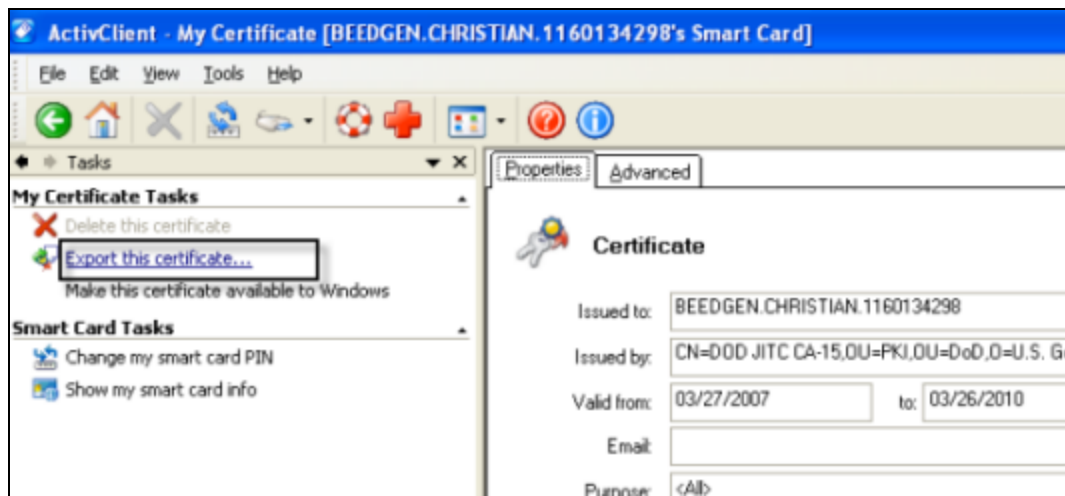 ActivClient - My Certificate [BEEDGEN.CHRISTIAN.1160134298's Smart Card]
File Edit View Tools Help
Tasks
My Certificate Tasks
Delete this certificate
Export this certificate...
Make this certificate available to Windows
Smart Card Tasks
Change my smart card PIN
Show my smart card info
Properties Advanced
Certificate
Issued to: BEEDGEN.CHRISTIAN.1160134298
Issued by: CN=DOD JITC CA-15,OU=PKI,OU=DoD,O=U.S. G
Valid from: 03/27/2007 to: 03/26/2010
Email:
Purpose: <All>